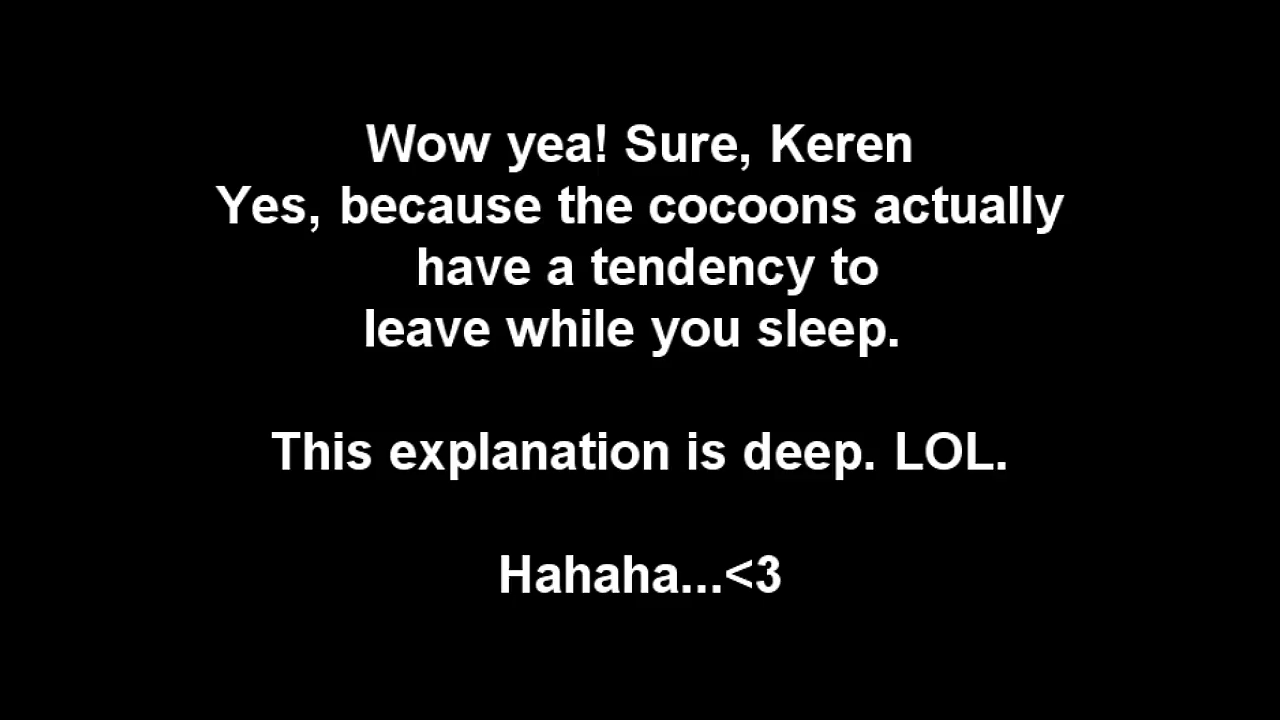 Wow yea! Sure, Keren
Yes, because the cocoons actually
have a tendency to
leave while you sleep.
This explanation is deep. LOL.
Hahaha...<3